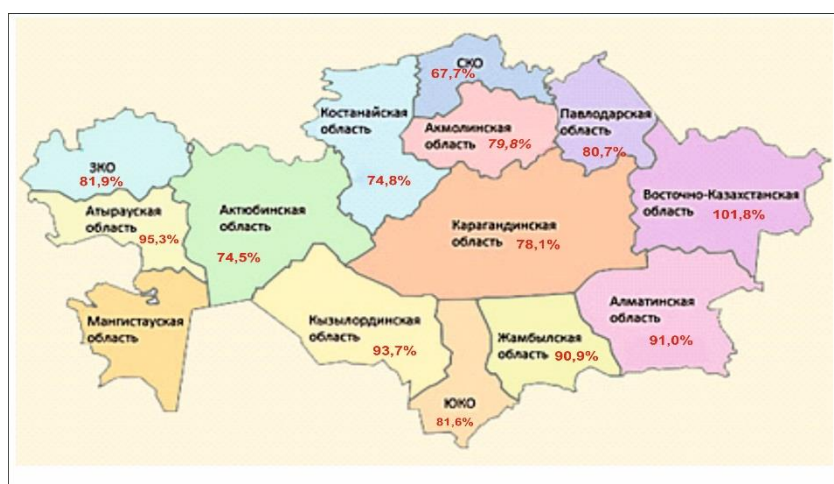 СКО
67,7%
Костанайская
область
74,8%
Акмолинская
область 79,8%
Павлодарская
область
80,7%
ЗКО
81,9%
Атырауская
область
95,3%
Актюбинская
область
74,5%
Карагандинская
область 78,1%
Восточно-Казахстанская
область 101,8%
Мангистауская
область
Кызылординская
область
93,7%
Жамбылская
область 90,9%
Алматинская
область
91,0%
ЮКО
81,6%